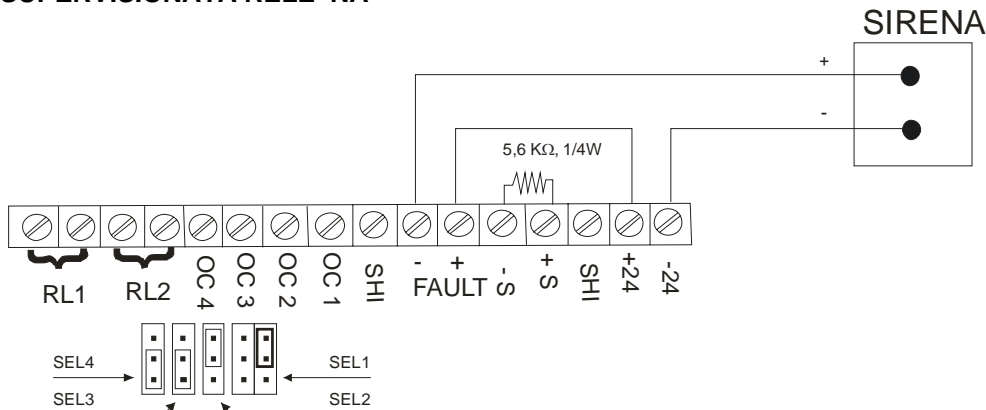 SIRENA
+
-
5,6 KΩ, 1/4W
RL1
RL2
OC 4
OC 3
OC 2
OC 1
SHI
- +
FAULT
-S
+S
SHI
+24
-24
SEL4
SEL1
SEL3
SEL2